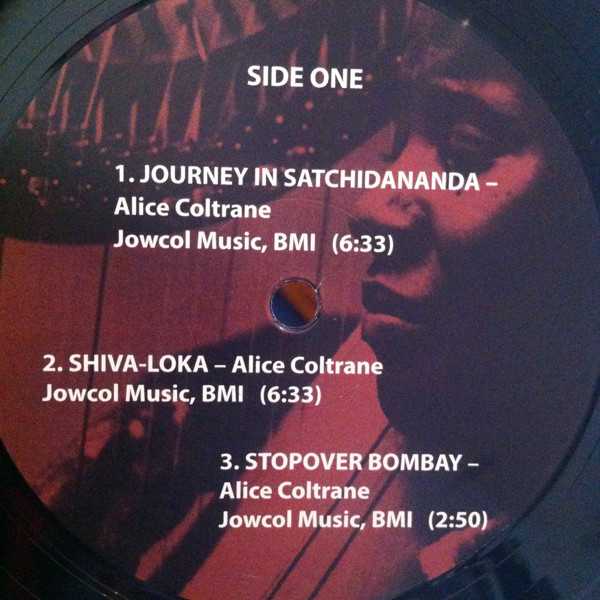 SIDE ONE
1. JOURNEY IN SATCHIDANANDA –
Alice Coltrane
Jowcol Music, BMI (6:33)
2. SHIVA-LOKA – Alice Coltrane
Jowcol Music, BMI (6:33)
3. STOPOVER BOMBAY –
Alice Coltrane
Jowcol Music, BMI (2:50)